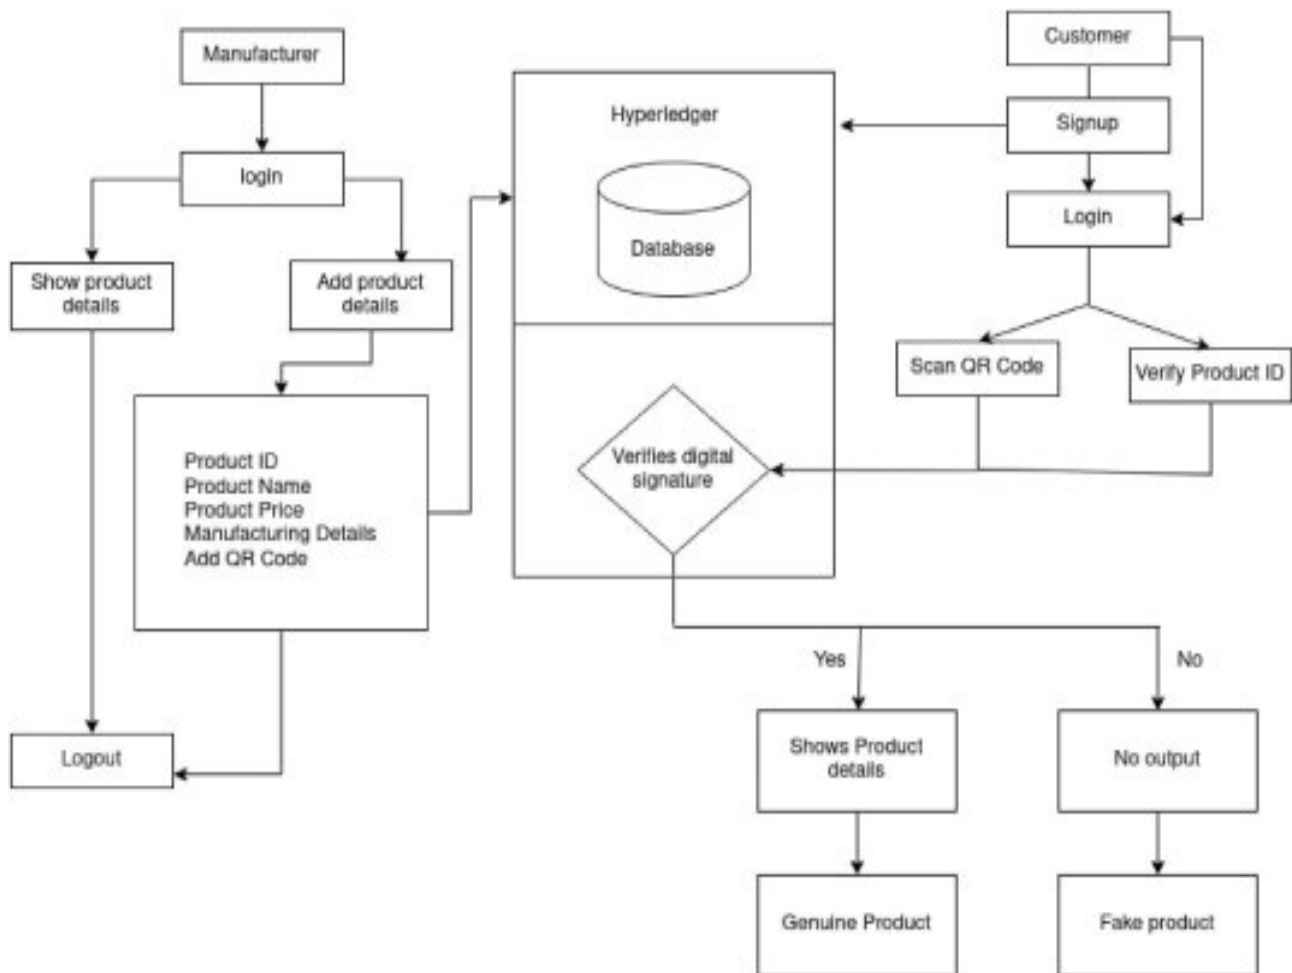 Manufacturer
login
Show product
details
Add product
details
Product ID
Product Name
Product Price
Manufacturing Details
Add QR Code
Logout
Hyperledger
Database
Verifies digital
signature
Customer
Signup
Login
Scan QR Code
Verify Product ID
Yes
No
Shows Product
details
No output
Genuine Product
Fake product